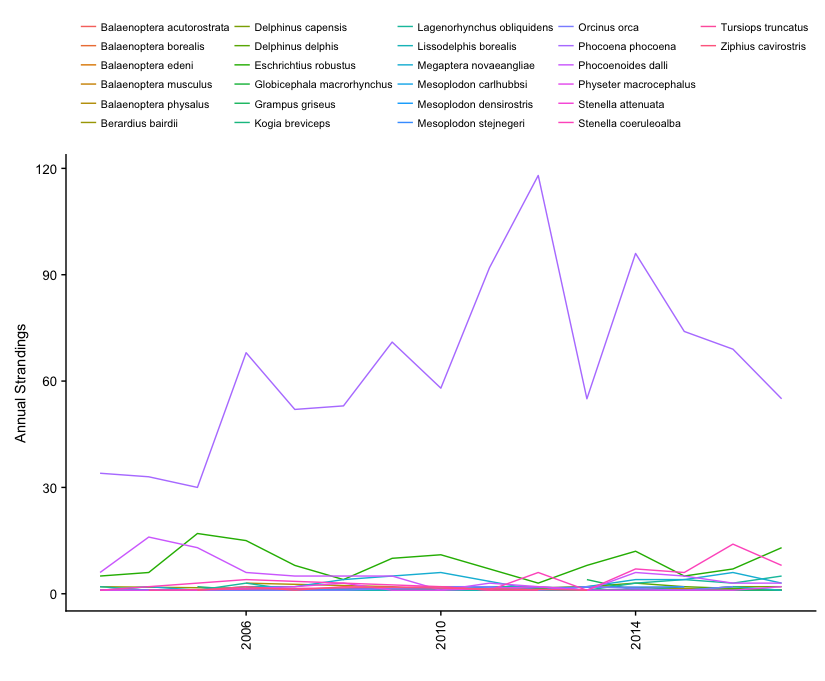 Balaenoptera acutorostrata Delphinus capensis Lagenorhynchus obliquidens Orcinus orca Tursiops truncatus
Balaenoptera borealis Delphinus delphis Lissodelphis borealis Phocoena phocoena Ziphius cavirostris
Balaenoptera edeni Eschrichtius robustus Megaptera novaeangliae Phocoenoides dalli
Balaenoptera musculus Globicephala macrorhynchus Mesoplodon carlhubbsi Physeter macrocephalus
Balaenoptera physalus Grampus griseus Mesoplodon densirostris Stenella attenuata
Berardius bairdii Kogia breviceps Mesoplodon stejnegeri Stenella coeruleoalba
120
90
60
30
0
Annual Strandings
2006 2010 2014